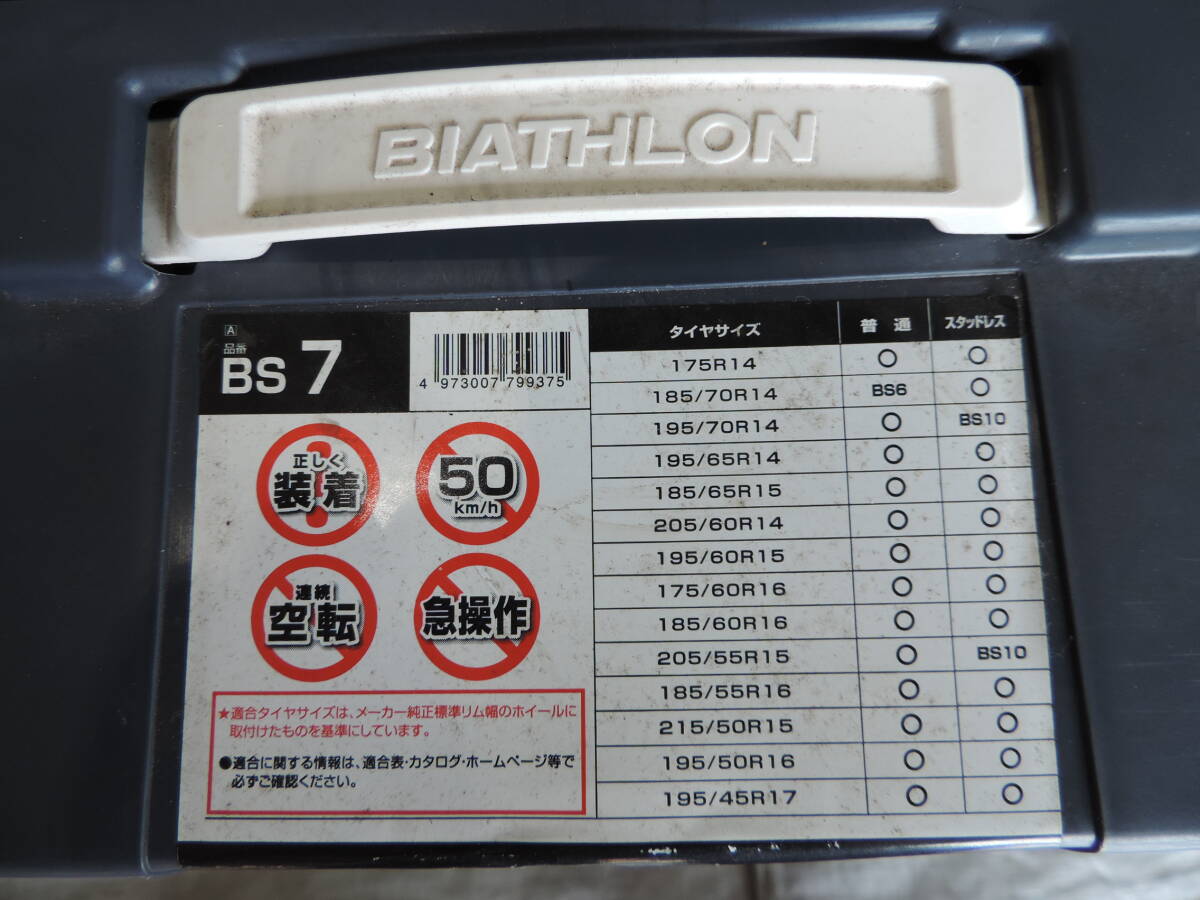 BIATHLON
A
品番
BS 7
4 973007 799375
正しく
装着
50
km/h
連続
空転
急操作
★適合タイヤサイズは、メーカー純正標準リム幅のホイールに
取付けたものを基準にしています。
●適合に関する情報は、適合表・カタログ・ホームページ等で
必ずご確認ください。
タイヤサイズ 普通 スタッドレス
175R14 ○ ○
185/70R14 BS6 ○
195/70R14 ○ BS10
195/65R14 ○ ○
185/65R15 ○ ○
205/60R14 ○ ○
195/60R15 ○ ○
175/60R16 ○ ○
185/60R16 ○ ○
205/55R15 ○ BS10
185/55R16 ○ ○
215/50R15 ○ ○
195/50R16 ○ ○
195/45R17 ○ ○